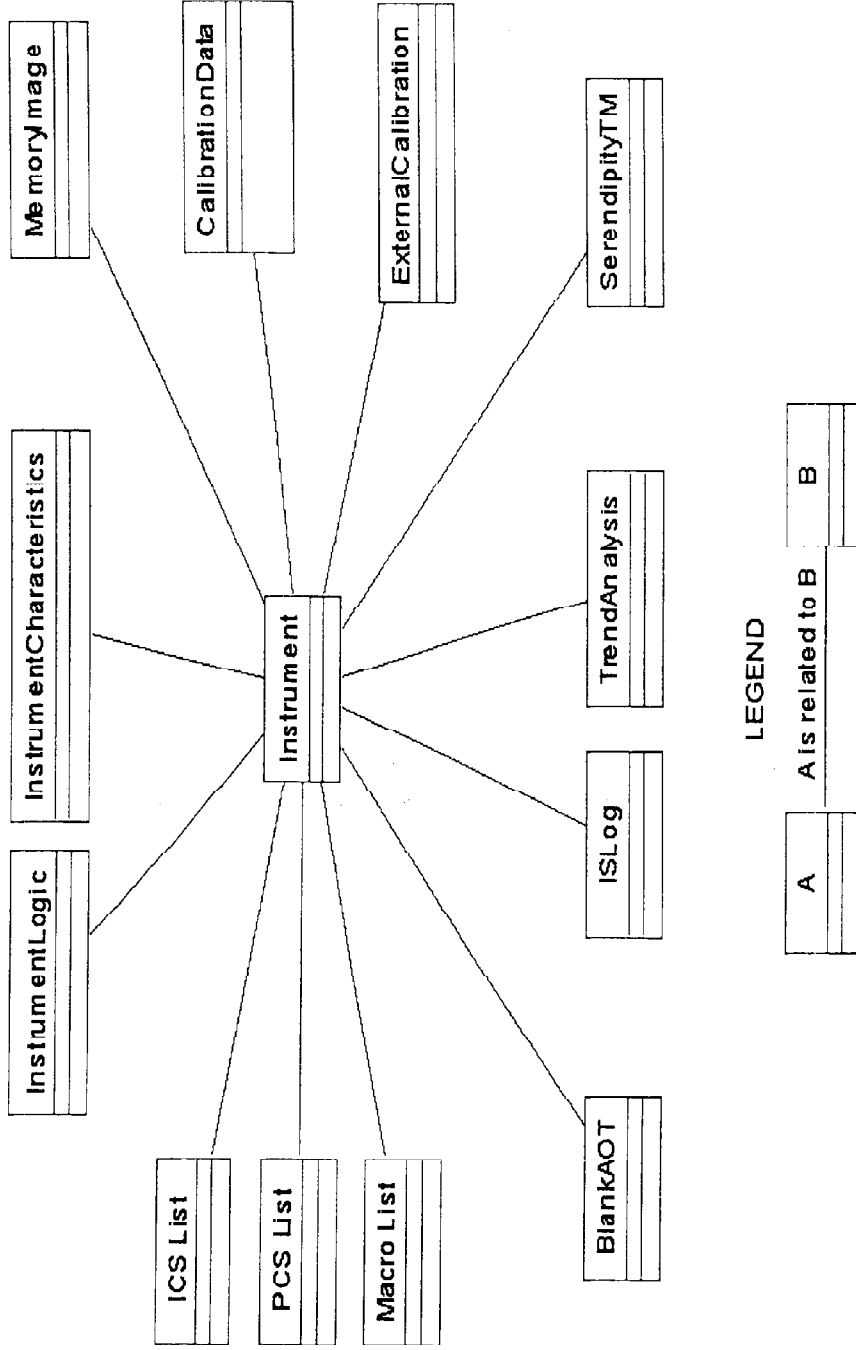 InstrumentLogic
InstrumentCharacteristics
MemoryImage
ICS List
PCS List
Macro List
Instrument
CalibrationData
ExternalCalibration
BlankAOT
ISLog
TrendAnalysis
SerendipityTM
LEGEND
A
A is related to B
B